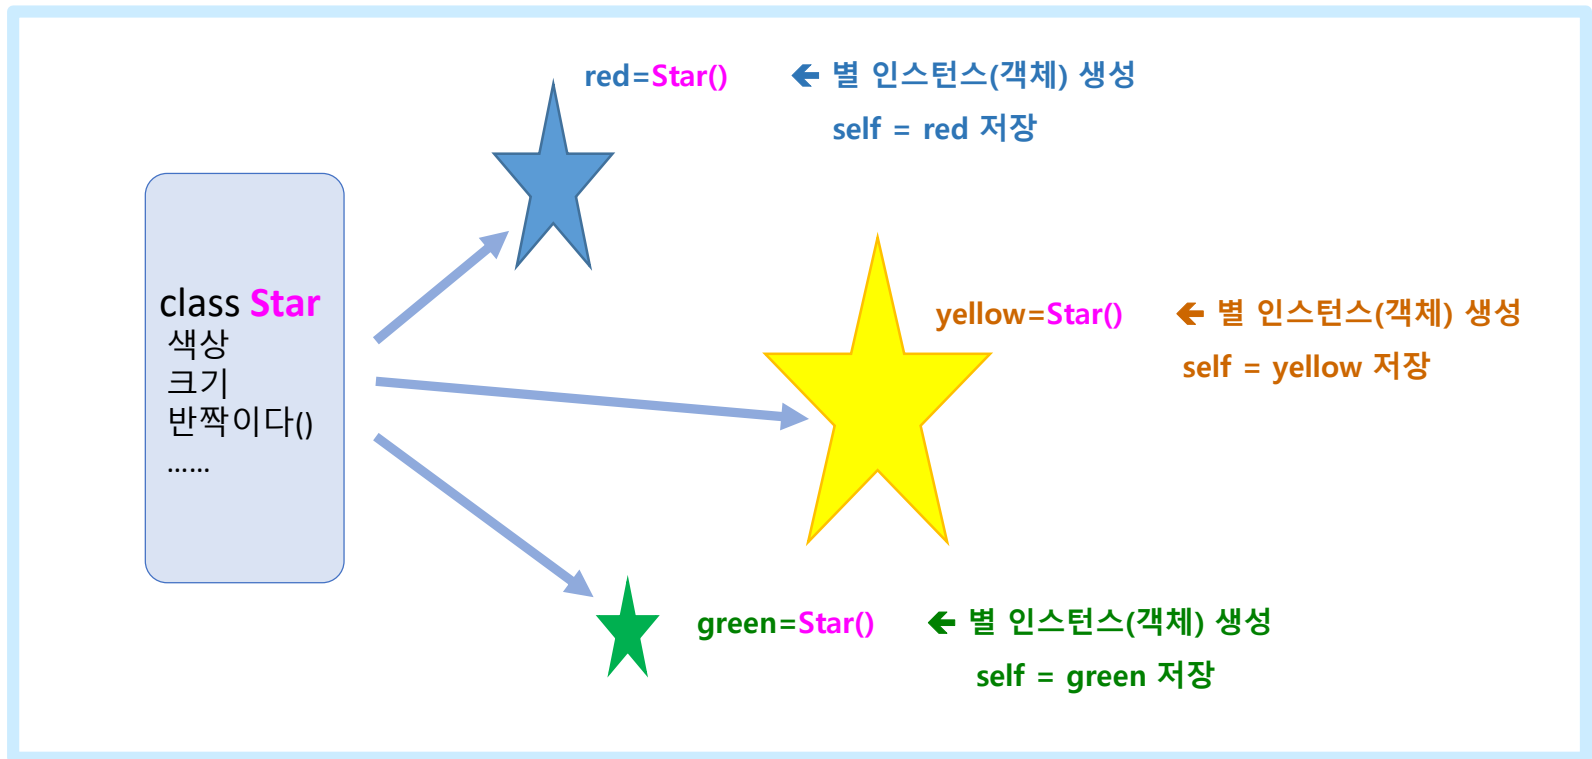 red=Star() 🡸 별 인스턴스(객체) 생성
self = red 저장
class Star
색상
크기
반짝이다()
......
yellow=Star() 🡸 별 인스턴스(객체) 생성
self = yellow 저장
green=Star() 🡸 별 인스턴스(객체) 생성
self = green 저장